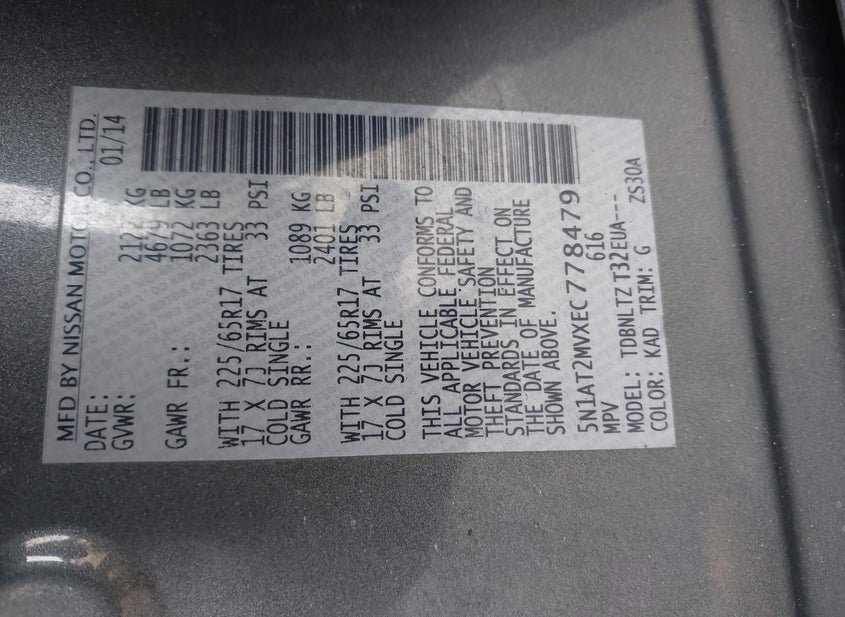 MFD BY NISSAN MOTOR CO., LTD.
DATE: 01/14
GVWR: KG
4679 LB
GAWR FR.: 1072 KG
2363 LB
WITH 225/65R17 TIRES
17 X 7J RIMS AT 33 PSI
COLD SINGLE
GAWR RR.: 1089 KG
2401 LB
WITH 225/65R17 TIRES
17 X 7J RIMS AT 33 PSI
COLD SINGLE
THIS VEHICLE CONFORMS TO
ALL APPLICABLE FEDERAL
MOTOR VEHICLE SAFETY AND
THEFT PREVENTION
STANDARDS IN EFFECT ON
THE DATE OF MANUFACTURE
SHOWN ABOVE.
5N1AT2MVXEC778479
MPV 616
MODEL: TDBNLTZ T32EUA---
COLOR: KAD TRIM: G ZS30A